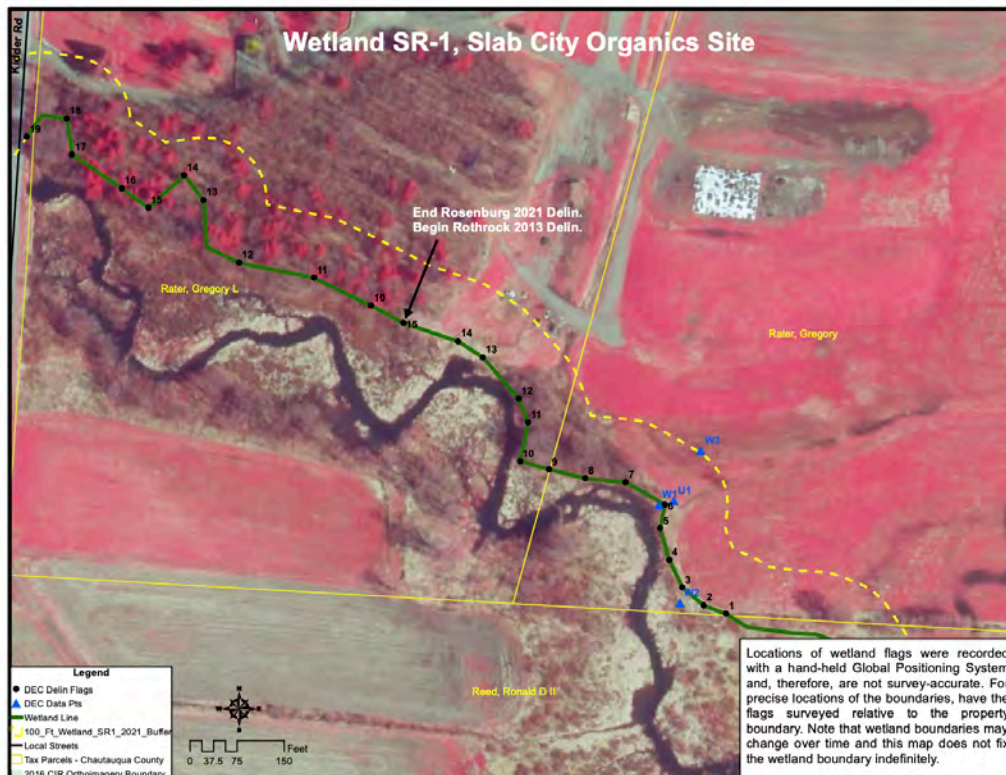 Wetland SR-1, Slab City Organics Site
Kidder Rd
18
19
17
16
15
14
13
12
11
10
End Rosenburg 2021 Delin.
Begin Rothrock 2013 Delin.
Rater, Gregory L
Rater, Gregory
15
14
13
12
11
10
9
8
7
W3
W1
U1
6
5
4
3
2
1
Reed, Ronald D II
Legend
DEC Delin Flags
DEC Data Pts
Wetland Line
100_Ft_Wetland_SR1_2021_Buffer
Local Streets
Tax Parcels - Chautauqua County
2016 CIR Orthoimagery Boundary
0 37.5 75 150 Feet
Locations of wetland flags were recorded
with a hand-held Global Positioning System
and, therefore, are not survey-accurate. For
precise locations of the boundaries, have the
flags surveyed relative to the property
boundary. Note that wetland boundaries may
change over time and this map does not fix
the wetland boundary indefinitely.